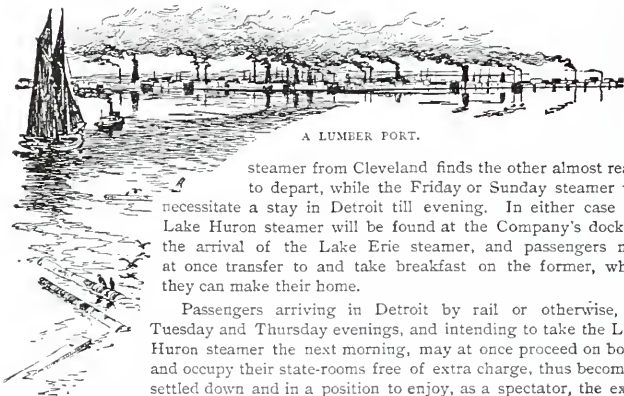 A LUMBER PORT.
steamer from Cleveland finds the other almost rea
to depart, while the Friday or Sunday steamer
necessitate a stay in Detroit till evening. In either case
Lake Huron steamer will be found at the Company's dock
the arrival of the Lake Erie steamer, and passengers
at once transfer to and take breakfast on the former, wh
they can make their home.
Passengers arriving in Detroit by rail or otherwise,
Tuesday and Thursday evenings, and intending to take the L
Huron steamer the next morning, may at once proceed on bo
and occupy their state-rooms free of extra charge, thus becom
settled down and in a position to enjoy, as a spectator, the ex